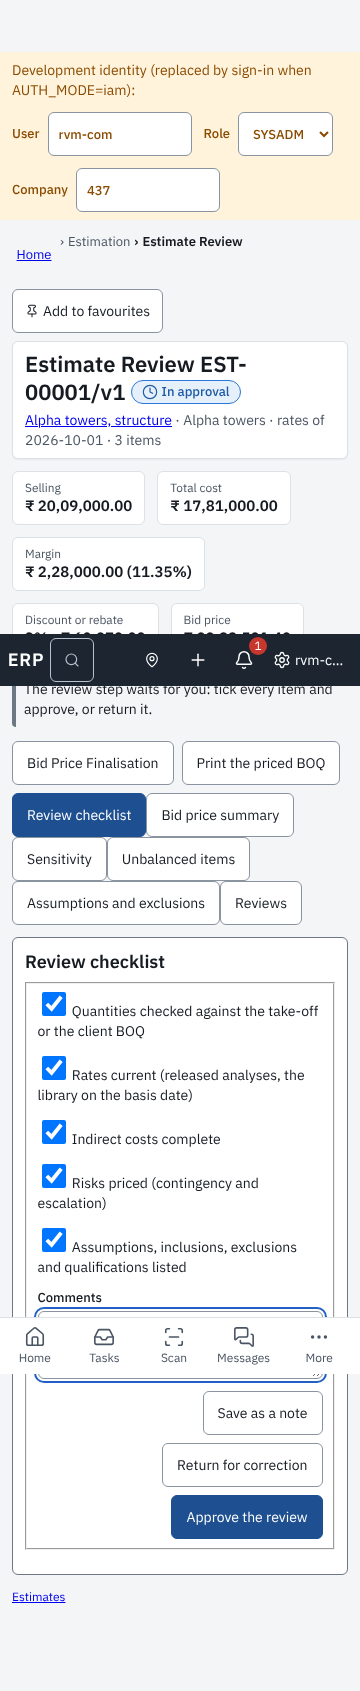 Development identity (replaced by sign-in when
AUTH_MODE=iam):
User rvm-com Role SYSADM
Company 437
Home › Estimation › Estimate Review
Add to favourites
Estimate Review EST-
00001/v1 In approval
Alpha towers, structure · Alpha towers · rates of
2026-10-01 · 3 items
Selling
₹ 20,09,000.00
Total cost
₹ 17,81,000.00
Margin
₹ 2,28,000.00 (11.35%)
Discount or rebate
Bid price
ERP 1 rvm-c...
The review step waits for you: tick every item and
approve, or return it.
Bid Price Finalisation Print the priced BOQ
Review checklist Bid price summary
Sensitivity Unbalanced items
Assumptions and exclusions Reviews
Review checklist
Quantities checked against the take-off
or the client BOQ
Rates current (released analyses, the
library on the basis date)
Indirect costs complete
Risks priced (contingency and
escalation)
Assumptions, inclusions, exclusions
and qualifications listed
Comments
Home Tasks Scan Messages More
Save as a note
Return for correction
Approve the review
Estimates